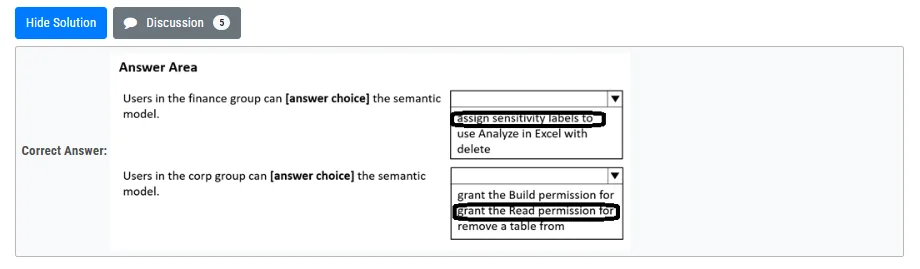 Hide Solution
Discussion 5
Answer Area
Users in the finance group can [answer choice] the semantic
model.
assign sensitivity labels to
use Analyze in Excel with
delete
Correct Answer:
Users in the corp group can [answer choice] the semantic
model.
grant the Build permission for
grant the Read permission for
remove a table from